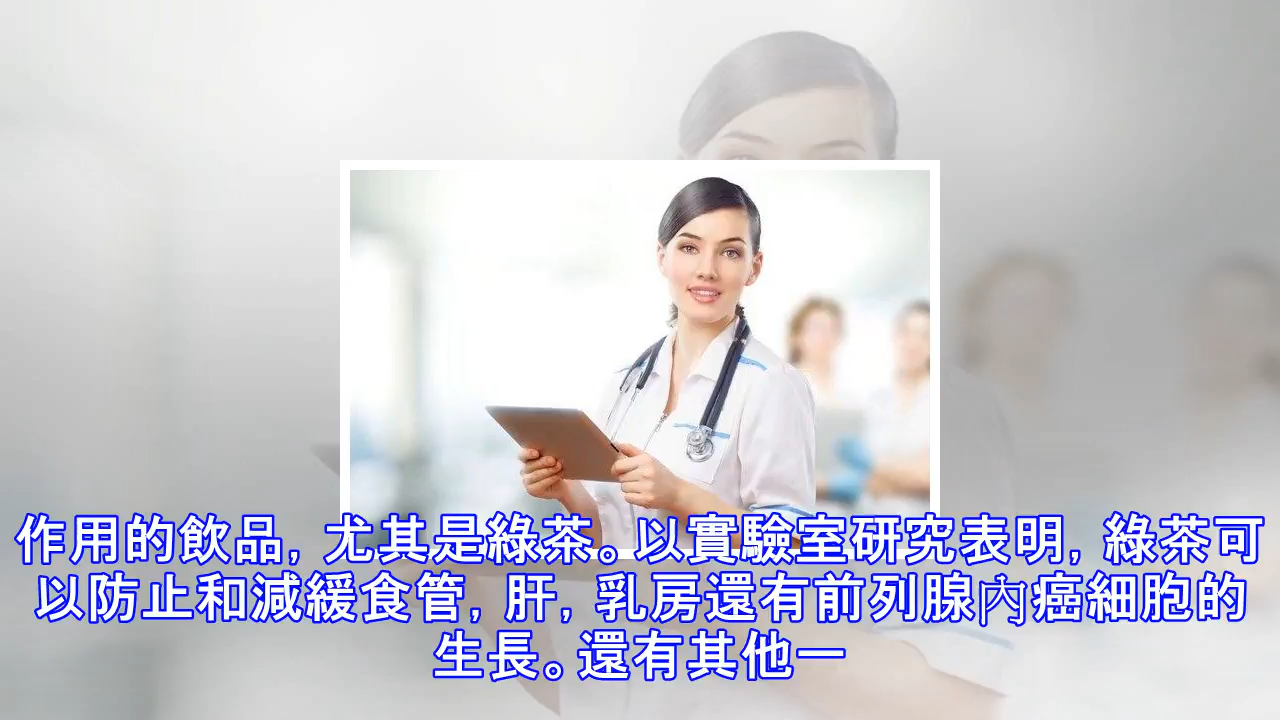 作用的飲品, 尤其是綠茶。以實驗室研究表明, 綠茶可
以防止和減緩食管, 肝, 乳房還有前列腺內癌細胞的
生長。還有其他一